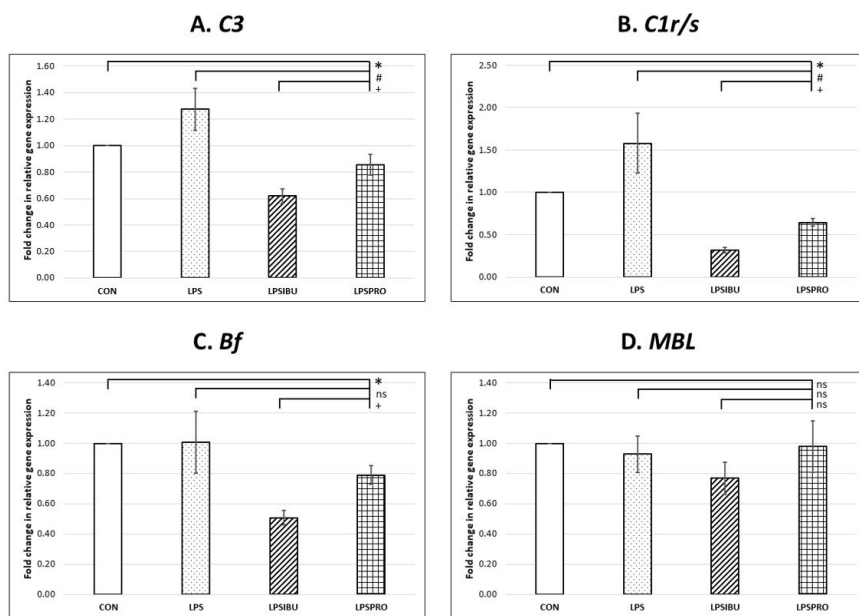 A. C3
Fold change in relative gene expression
1.60
1.40
1.20
1.00
0.80
0.60
0.40
0.20
0.00
*
#
+
CON LPS LPSIBU LPSPRO
B. C1r/s
Fold change in relative gene expression
2.50
2.00
1.50
1.00
0.50
0.00
*
#
+
CON LPS LPSIBU LPSPRO
C. Bf
Fold change in relative gene expression
1.40
1.20
1.00
0.80
0.60
0.40
0.20
0.00
*
ns
+
CON LPS LPSIBU LPSPRO
D. MBL
Fold change in relative gene expression
1.40
1.20
1.00
0.80
0.60
0.40
0.20
0.00
ns
ns
ns
CON LPS LPSIBU LPSPRO